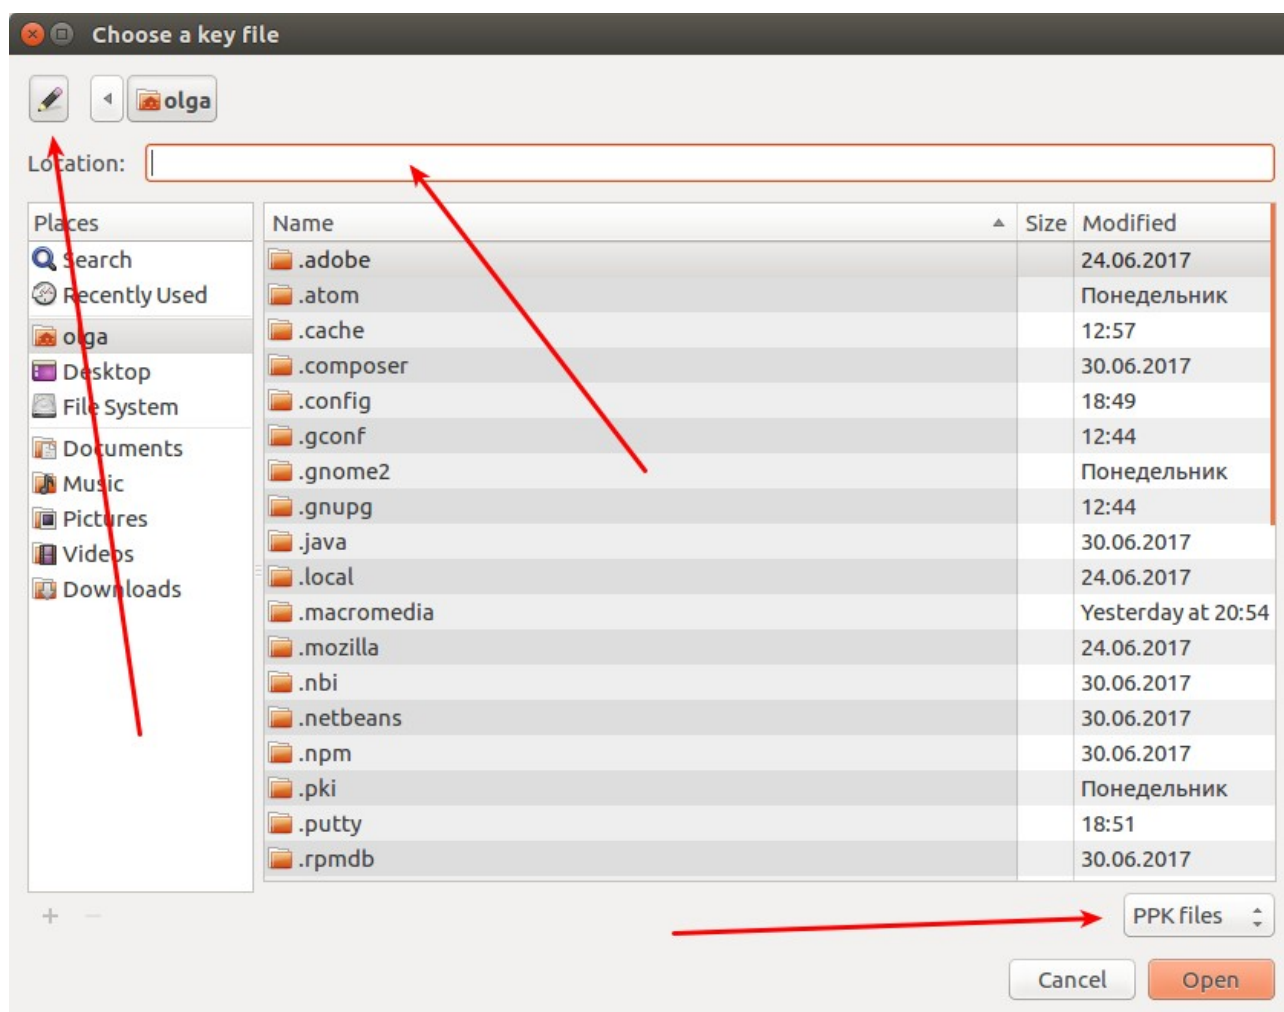 Choose a key file
olga
Location:
Places
Search
Recently Used
olga
Desktop
File System
Documents
Music
Pictures
Videos
Downloads
Name Size Modified
.adobe 24.06.2017
.atom Понедельник
.cache 12:57
.composer 30.06.2017
.config 18:49
.gconf 12:44
.gnome2 Понедельник
.gnupg 12:44
.java 30.06.2017
.local 24.06.2017
.macromedia Yesterday at 20:54
.mozilla 24.06.2017
.nbi 30.06.2017
.netbeans 30.06.2017
.npm 30.06.2017
.pki Понедельник
.putty 18:51
.rpmdb 30.06.2017
PPK files
Cancel Open